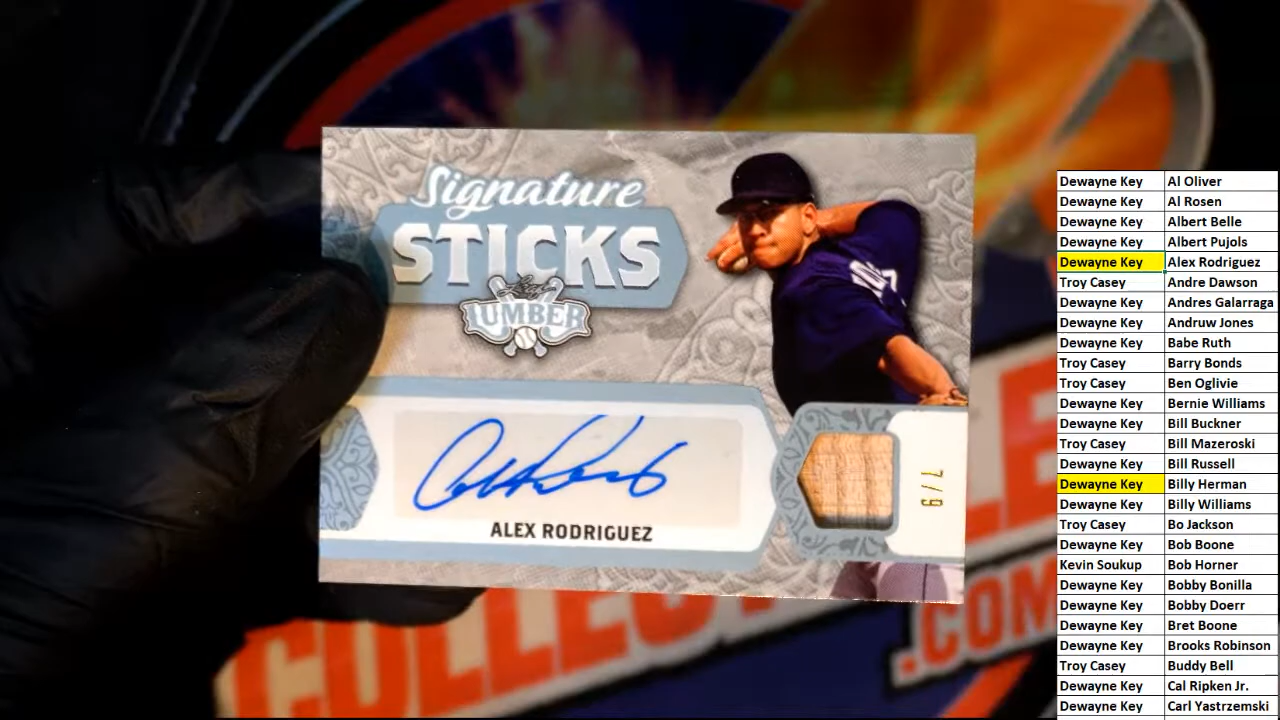 Signature
STICKS
Leaf
LUMBER
ALEX RODRIGUEZ
7/9
COLLECT
.COM
LE
Dewayne Key Al Oliver
Dewayne Key Al Rosen
Dewayne Key Albert Belle
Dewayne Key Albert Pujols
Dewayne Key Alex Rodriguez
Troy Casey Andre Dawson
Dewayne Key Andres Galarraga
Dewayne Key Andruw Jones
Dewayne Key Babe Ruth
Troy Casey Barry Bonds
Troy Casey Ben Oglivie
Dewayne Key Bernie Williams
Dewayne Key Bill Buckner
Troy Casey Bill Mazeroski
Dewayne Key Bill Russell
Dewayne Key Billy Herman
Dewayne Key Billy Williams
Troy Casey Bo Jackson
Dewayne Key Bob Boone
Kevin Soukup Bob Horner
Dewayne Key Bobby Bonilla
Dewayne Key Bobby Doerr
Dewayne Key Bret Boone
Dewayne Key Brooks Robinson
Troy Casey Buddy Bell
Dewayne Key Cal Ripken Jr.
Dewayne Key Carl Yastrzemski